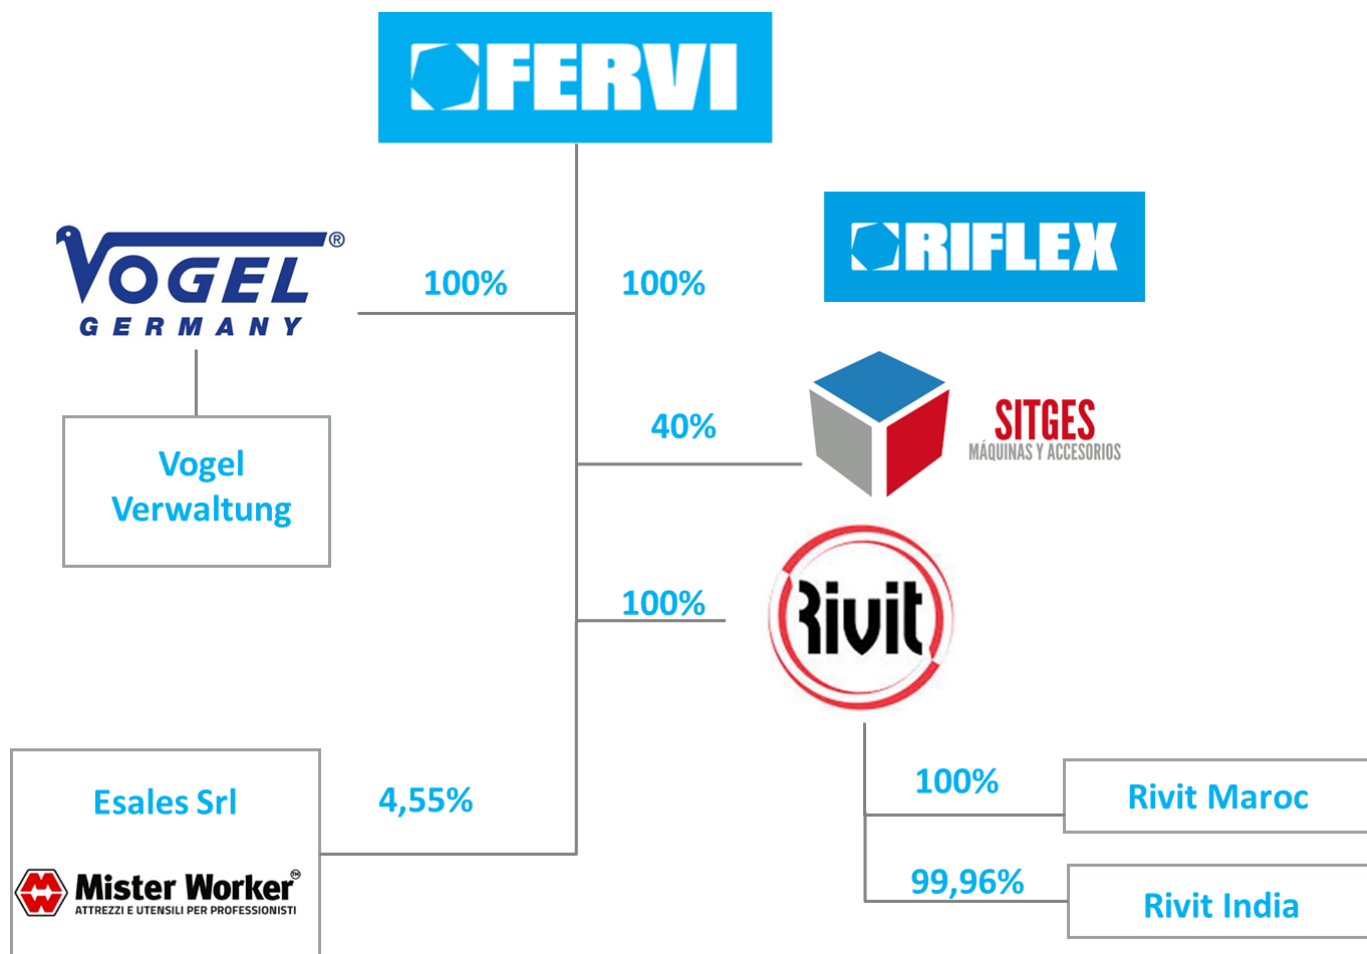 FERVI
VOGEL®
GERMANY
100%
100%
RIFLEX
Vogel
Verwaltung
40%
SITGES
MÁQUINAS Y ACCESORIOS
100%
Rivit
Esales Srl
4,55%
Mister Worker™
ATTREZZI E UTENSILI PER PROFESSIONISTI
100%
Rivit Maroc
99,96%
Rivit India